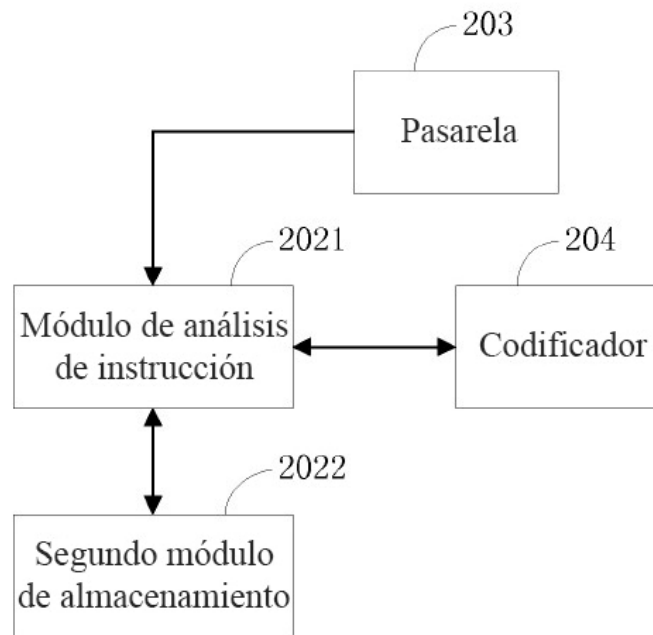 203
Pasarela
2021
204
Módulo de análisis
de instrucción
Codificador
2022
Segundo módulo
de almacenamiento